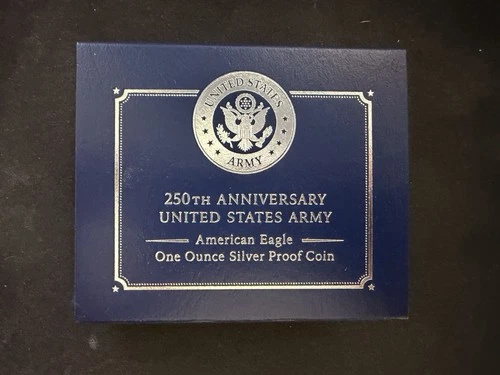 UNITED STATES
ARMY
250TH ANNIVERSARY
UNITED STATES ARMY
American Eagle
One Ounce Silver Proof Coin